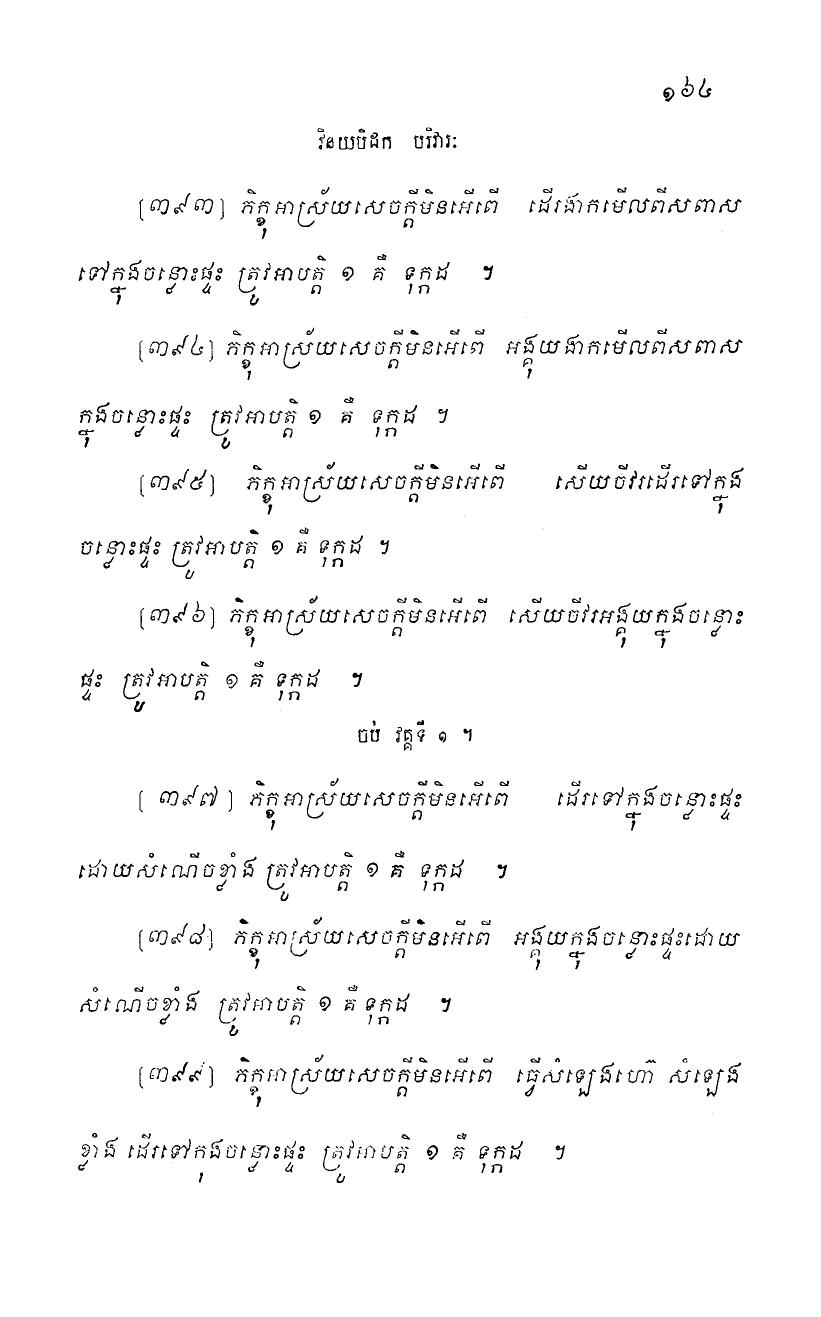 ១៦៤
វិនយបិដក បរិវារៈ
[៣៩៣] ភិក្ខុអាស្រ័យសេចក្តីមិនអើពើ ដើរងាកមើលពីសពាស
ទៅក្នុងចន្លោះផ្ទះ ត្រូវអាបត្តិ ១ គឺ ទុក្កដ ។
[៣៩៤] ភិក្ខុអាស្រ័យសេចក្តីមិនអើពើ អង្គុយងាកមើលពីសពាស
ក្នុងចន្លោះផ្ទះ ត្រូវអាបត្តិ ១ គឺ ទុក្កដ ។
[៣៩៥] ភិក្ខុអាស្រ័យសេចក្តីមិនអើពើ សើយចីវរដើរទៅក្នុង
ចន្លោះផ្ទះ ត្រូវអាបត្តិ ១ គឺ ទុក្កដ ។
[៣៩៦] ភិក្ខុអាស្រ័យសេចក្តីមិនអើពើ សើយចីវរអង្គុយក្នុងចន្លោះ
ផ្ទះ ត្រូវអាបត្តិ ១ គឺ ទុក្កដ ។
ចប់ វគ្គទី ១ ។
[ ៣៩៧ ] ភិក្ខុអាស្រ័យសេចក្តីមិនអើពើ ដើរទៅក្នុងចន្លោះផ្ទះ
ដោយសំណើចខ្លាំង ត្រូវអាបត្តិ ១ គឺ ទុក្កដ ។
[៣៩៨] ភិក្ខុអាស្រ័យសេចក្តីមិនអើពើ អង្គុយក្នុងចន្លោះផ្ទះដោយ
សំណើចខ្លាំង ត្រូវអាបត្តិ ១ គឺ ទុក្កដ ។
[៣៩៩] ភិក្ខុអាស្រ័យសេចក្តីមិនអើពើ ធ្វើសំឡេងហោ៊ សំឡេង
ខ្លាំង ដើរទៅក្នុងចន្លោះផ្ទះ ត្រូវអាបត្តិ ១ គឺ ទុក្កដ ។